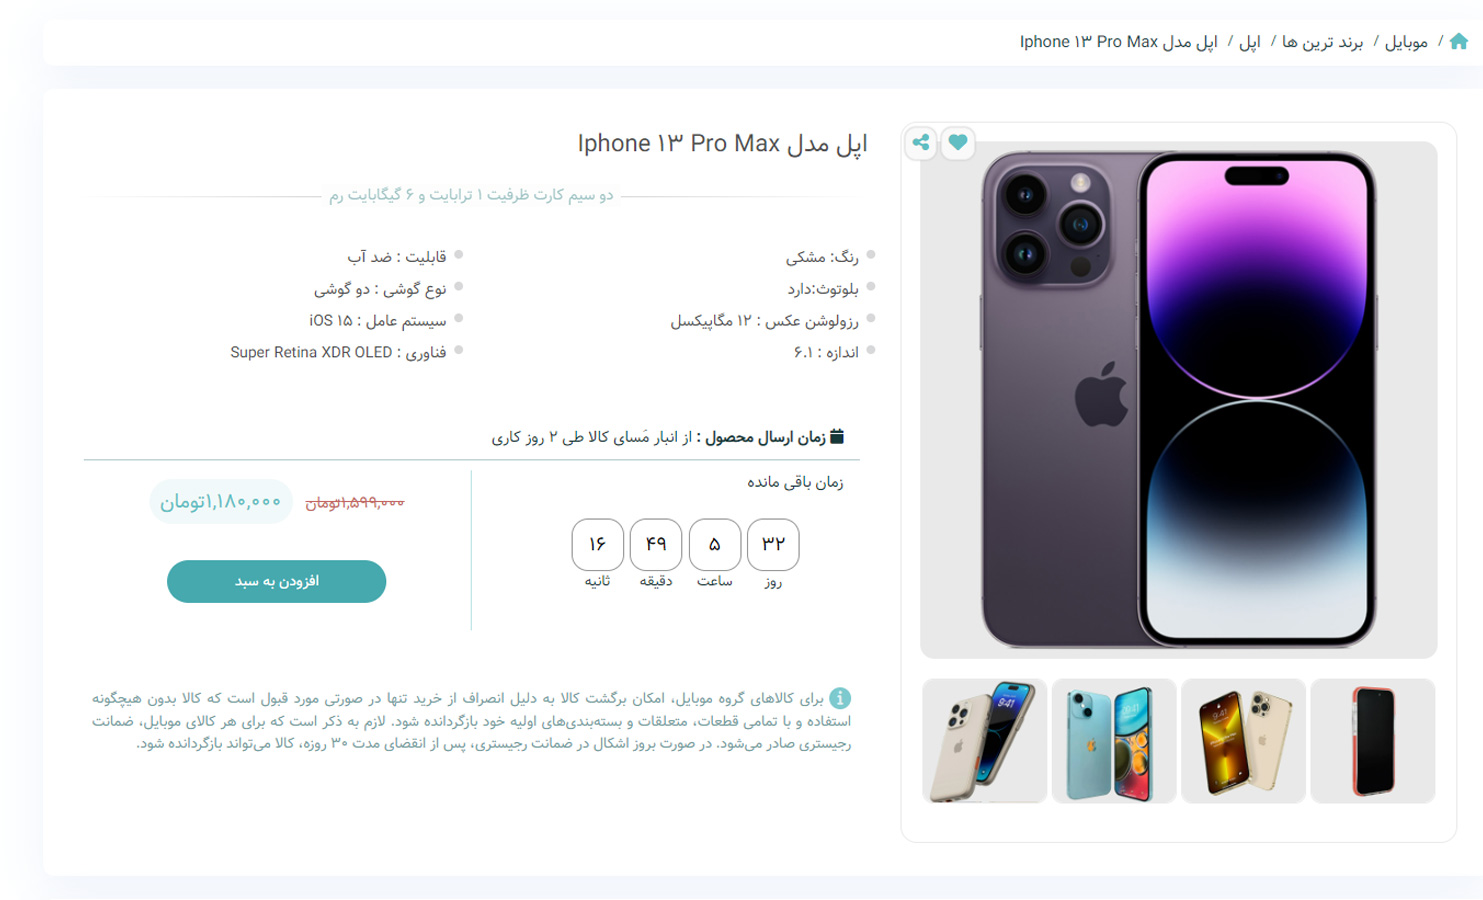 / موبایل / برند ترین ها / اپل / اپل مدل Iphone ۱۳ Pro Max
اپل مدل Iphone ۱۳ Pro Max
دو سیم کارت ظرفیت ۱ ترابایت و ۶ گیگابایت رم
رنگ: مشکی
بلوتوث:دارد
رزولوشن عکس : ۱۲ مگاپیکسل
اندازه : ۶.۱
قابلیت : ضد آب
نوع گوشی : دو گوشی
سیستم عامل : iOS ۱۵
فناوری : Super Retina XDR OLED
زمان ارسال محصول : از انبار مَسای کالا طی ۲ روز کاری
زمان باقی مانده
۳۲ ۵ ۴۹ ۱۶
روز ساعت دقیقه ثانیه
۱,۵۹۹,۰۰۰تومان ۱,۱۸۰,۰۰۰تومان
افزودن به سبد
برای کالاهای گروه موبایل، امکان برگشت کالا به دلیل انصراف از خرید تنها در صورتی مورد قبول است که کالا بدون هیچگونه
استفاده و با تمامی قطعات، متعلقات و بسته‌بندی‌های اولیه خود بازگردانده شود. لازم به ذکر است که برای هر کالای موبایل، ضمانت
رجیستری صادر می‌شود. در صورت بروز اشکال در ضمانت رجیستری، پس از انقضای مدت ۳۰ روزه، کالا می‌تواند بازگردانده شود.
9:41
9:41
9:41